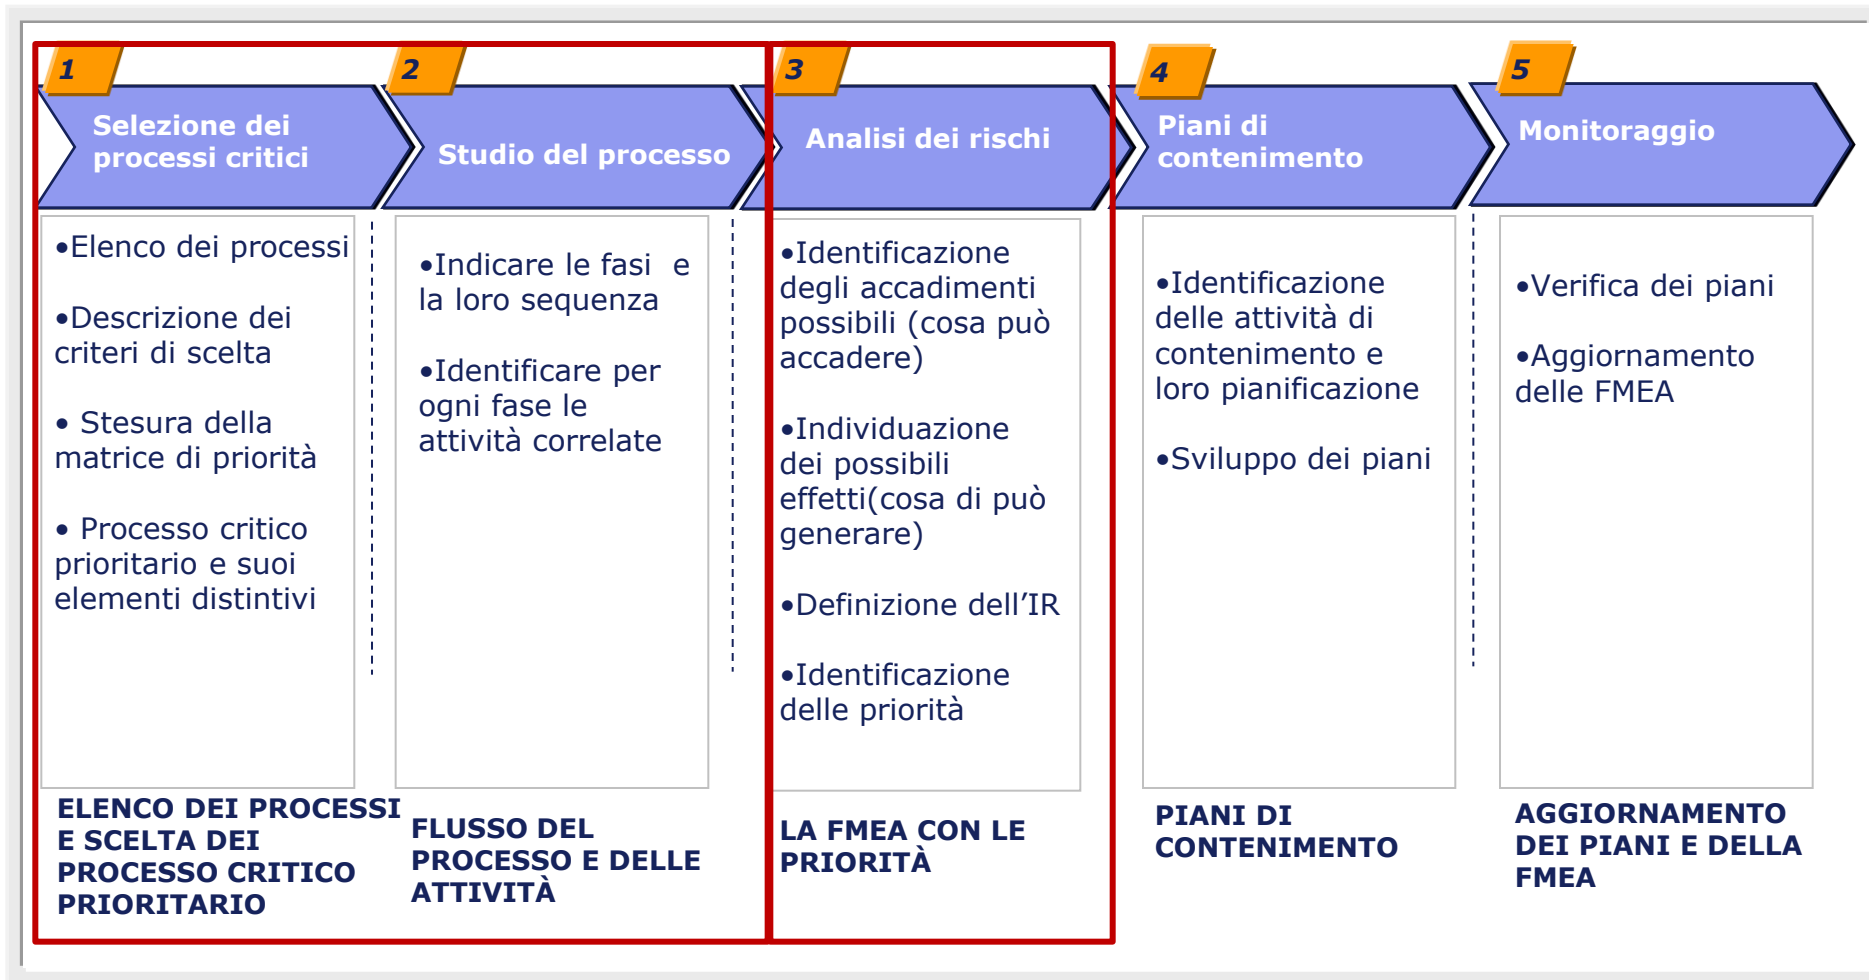 1
Selezione dei
processi critici
•Elenco dei processi
•Descrizione dei
criteri di scelta
• Stesura della
matrice di priorità
• Processo critico
prioritario e suoi
elementi distintivi
ELENCO DEI PROCESSI
E SCELTA DEI
PROCESSO CRITICO
PRIORITARIO
2
Studio del processo
•Indicare le fasi  e
la loro sequenza
•Identificare per
ogni fase le
attività correlate
FLUSSO DEL
PROCESSO E DELLE
ATTIVITÀ
3
Analisi dei rischi
•Identificazione
degli accadimenti
possibili (cosa può
accadere)
•Individuazione
dei possibili
effetti(cosa di può
generare)
•Definizione dell’IR
•Identificazione
delle priorità
LA FMEA CON LE
PRIORITÀ
4
Piani di
contenimento
•Identificazione
delle attività di
contenimento e
loro pianificazione
•Sviluppo dei piani
PIANI DI
CONTENIMENTO
5
Monitoraggio
•Verifica dei piani
•Aggiornamento
delle FMEA
AGGIORNAMENTO
DEI PIANI E DELLA
FMEA